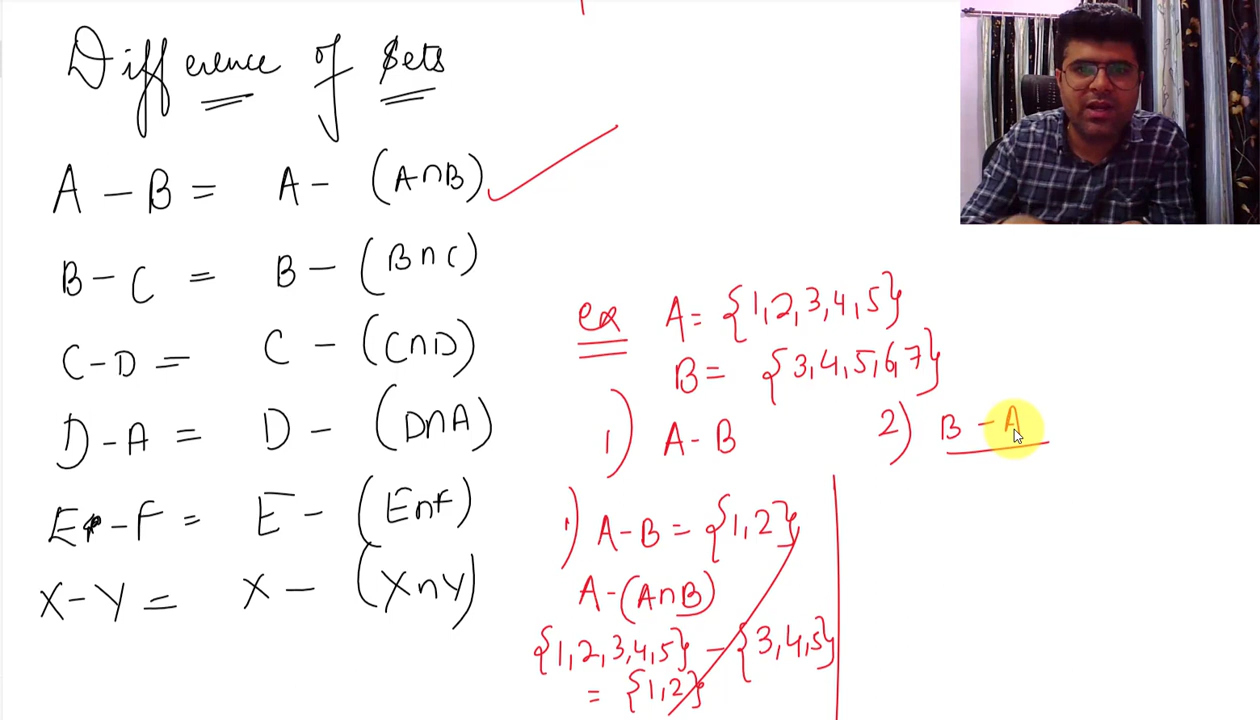 Difference of Sets
A - B = A - (A∩B)
B - C = B - (B∩C)
C - D = C - (C∩D)
D - A = D - (D∩A)
E - F = E - (E∩F)
X - Y = X - (X∩Y)
ex A = {1,2,3,4,5}
B = {3,4,5,6,7}
1) A - B
2) B - A
1) A - B = {1,2}
A - (A∩B)
{1,2,3,4,5} - {3,4,5}
= {1,2}